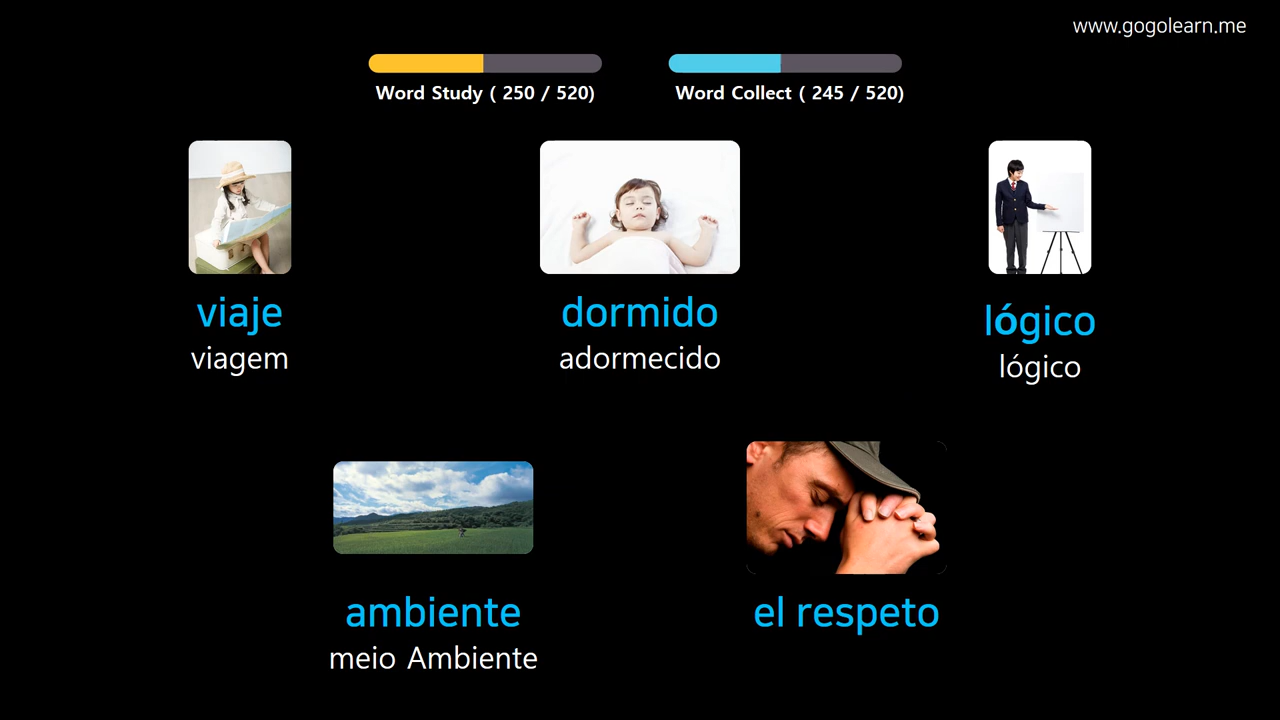 www.gogolearn.me
Word Study ( 250 / 520)
Word Collect ( 245 / 520)
viaje
viagem
dormido
adormecido
lógico
lógico
ambiente
meio Ambiente
el respeto